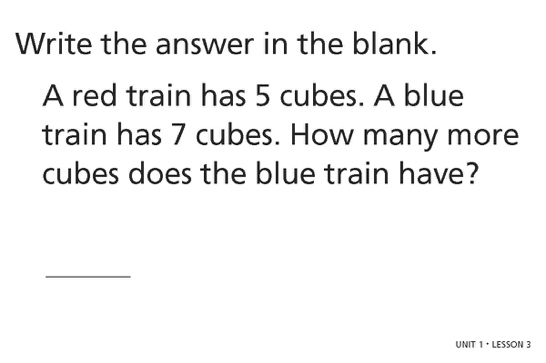 Write the answer in the blank.
A red train has 5 cubes. A blue
train has 7 cubes. How many more
cubes does the blue train have?
UNIT 1 • LESSON 3